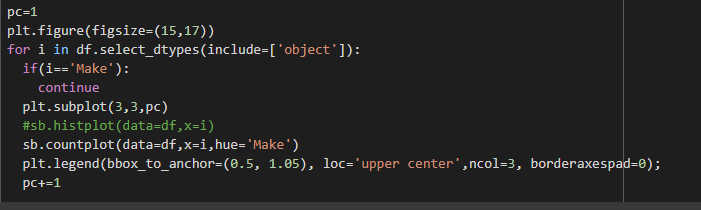 pc=1
plt.figure(figsize=(15,17))
for i in df.select_dtypes(include=['object']):
  if(i=='Make'):
    continue
  plt.subplot(3,3,pc)
  #sb.histplot(data=df,x=i)
  sb.countplot(data=df,x=i,hue='Make')
  plt.legend(bbox_to_anchor=(0.5, 1.05), loc='upper center',ncol=3, borderaxespad=0);
  pc+=1